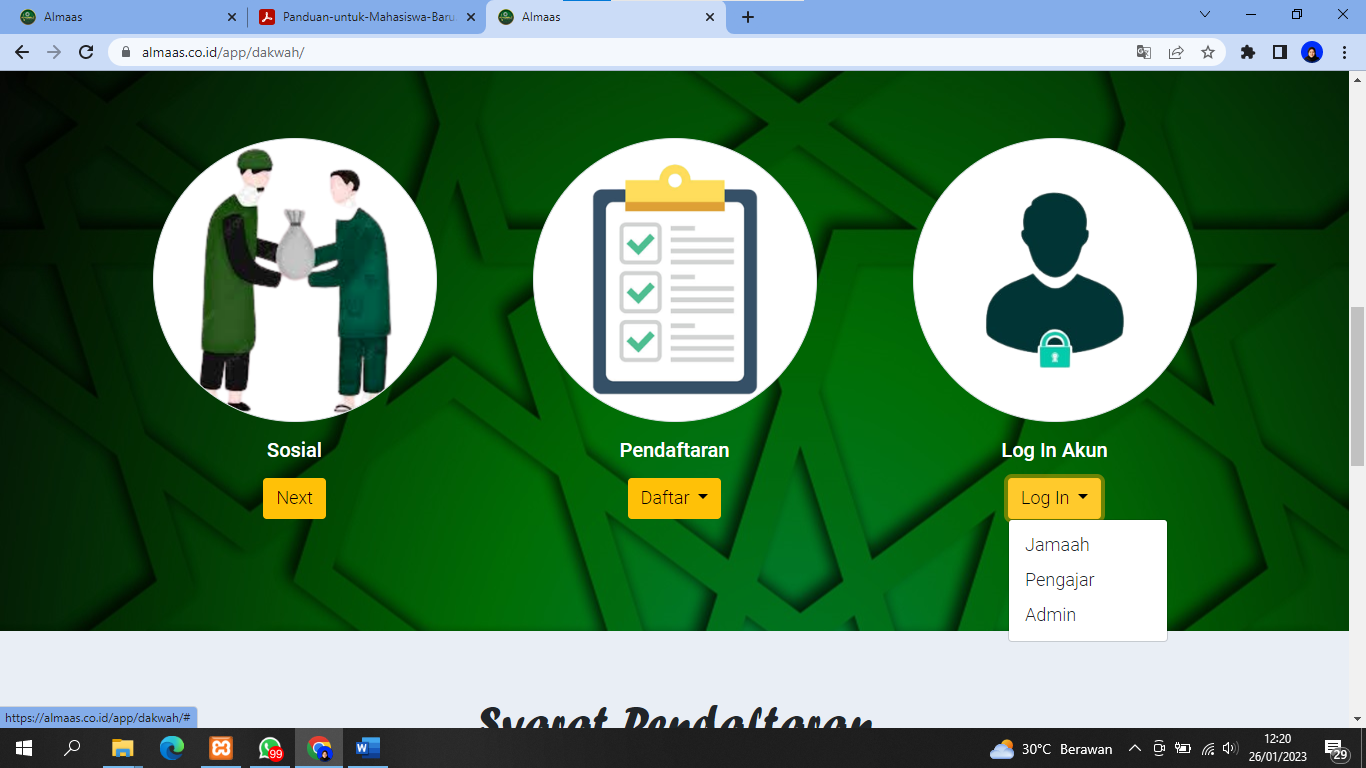 Almaas
Panduan-untuk-Mahasiswa-Baru
Almaas
almaas.co.id/app/dakwah/
Sosial
Pendaftaran
Log In Akun
Next
Daftar
Log In
Jamaah
Pengajar
Admin
Syarat Pendaftaran
https://almaas.co.id/app/dakwah/#
99
30°C Berawan
12:20
26/01/2023
29